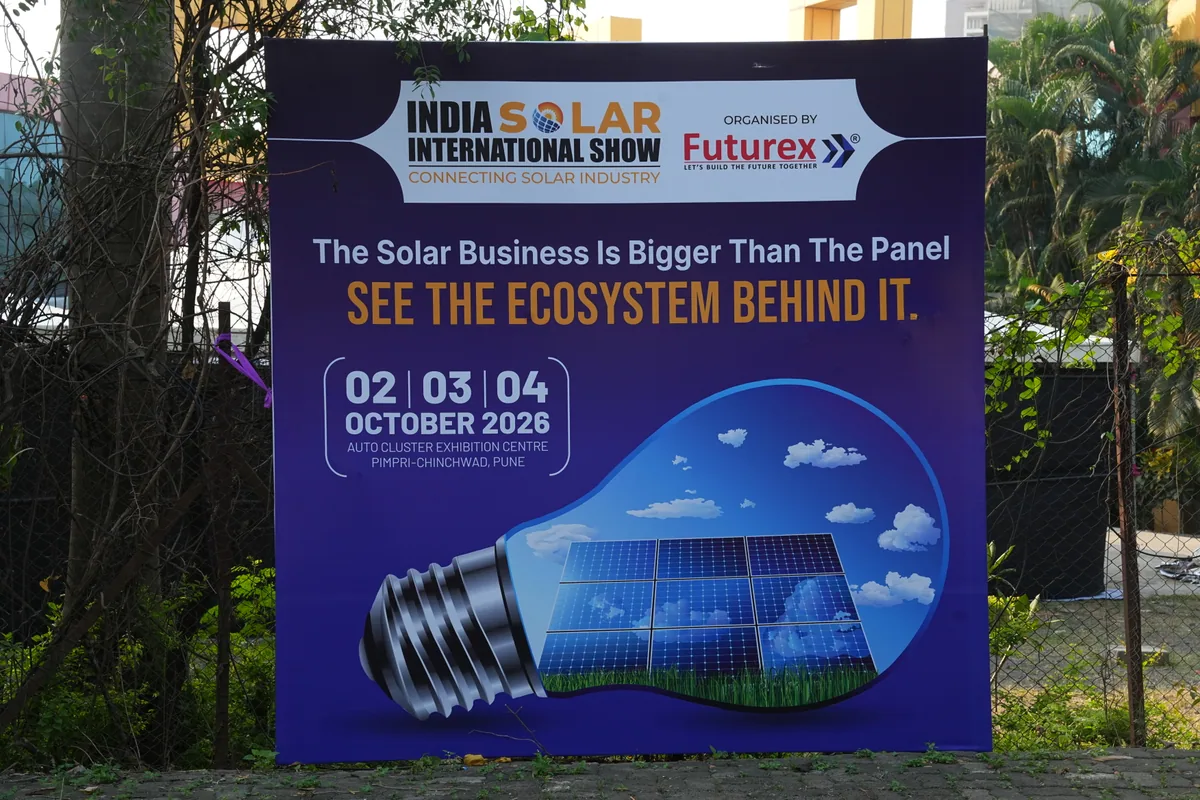 INDIA SOLAR
INTERNATIONAL SHOW
CONNECTING SOLAR INDUSTRY
ORGANISED BY
Futurex ®
LET'S BUILD THE FUTURE TOGETHER
The Solar Business Is Bigger Than The Panel
SEE THE ECOSYSTEM BEHIND IT.
02 | 03 | 04
OCTOBER 2026
AUTO CLUSTER EXHIBITION CENTRE
PIMPRI-CHINCHWAD, PUNE